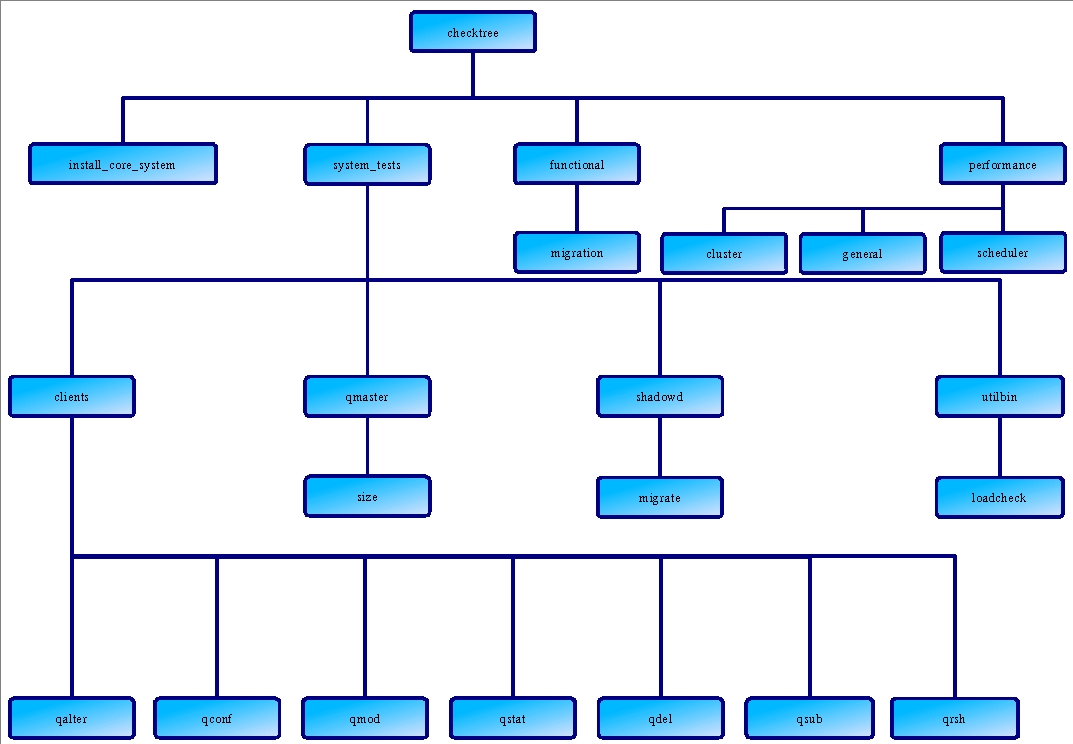 checktree
install_core_system
system_tests
functional
performance
migration
cluster
general
scheduler
clients
qmaster
shadowd
utilbin
size
migrate
loadcheck
qalter
qconf
qmod
qstat
qdel
qsub
qrsh